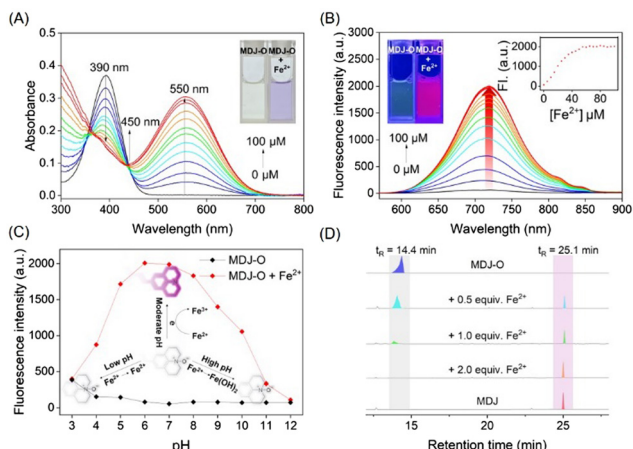 (A)
0.5
0.4
0.3
0.2
0.1
0.0
Absorbance
390 nm
450 nm
550 nm
MDJ-O
MDJ-O
+
Fe²⁺
100 μM
0 μM
300 400 500 600 700 800
Wavelength (nm)
(B)
3000
2500
2000
1500
1000
500
0
Fluorescence intensity (a.u.)
MDJ-O
MDJ-O
+
Fe²⁺
100 μM
0 μM
Fl. (a.u.)
2000
1000
0
0 40 80
[Fe²⁺] μM
600 650 700 750 800 850 900
Wavelength (nm)
(C)
2000
1600
1200
800
400
0
Fluorescence intensity (a.u.)
MDJ-O
MDJ-O + Fe²⁺
Moderate pH
Fe³⁺
e
Fe²⁺
Low pH
Fe²⁺ Fe²⁺
High pH
Fe²⁺ Fe(OH)₂
3 4 5 6 7 8 9 10 11 12
pH
(D)
tR = 14.4 min
tR = 25.1 min
MDJ-O
+ 0.5 equiv. Fe²⁺
+ 1.0 equiv. Fe²⁺
+ 2.0 equiv. Fe²⁺
MDJ
15 20 25
Retention time (min)